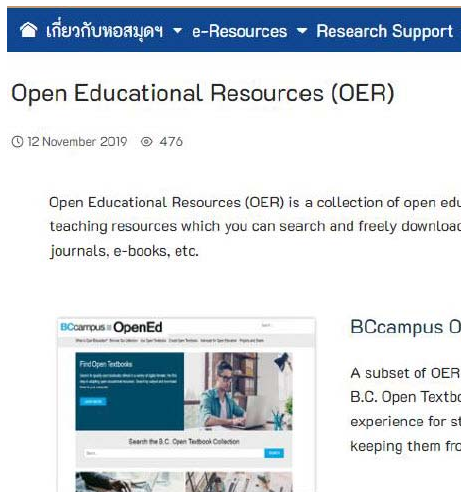 เกี่ยวกับหอสมุดฯ e-Resources Research Support
Open Educational Resources (OER)
12 November 2019 476
Open Educational Resources (OER) is a collection of open edu
teaching resources which you can search and freely download
journals, e-books, etc.
BCcampus OpenEd
Find Open Textbooks
Search the B.C. Open Textbook Collection
BCcampus O
A subset of OER
B.C. Open Textbo
experience for st
keeping them fro